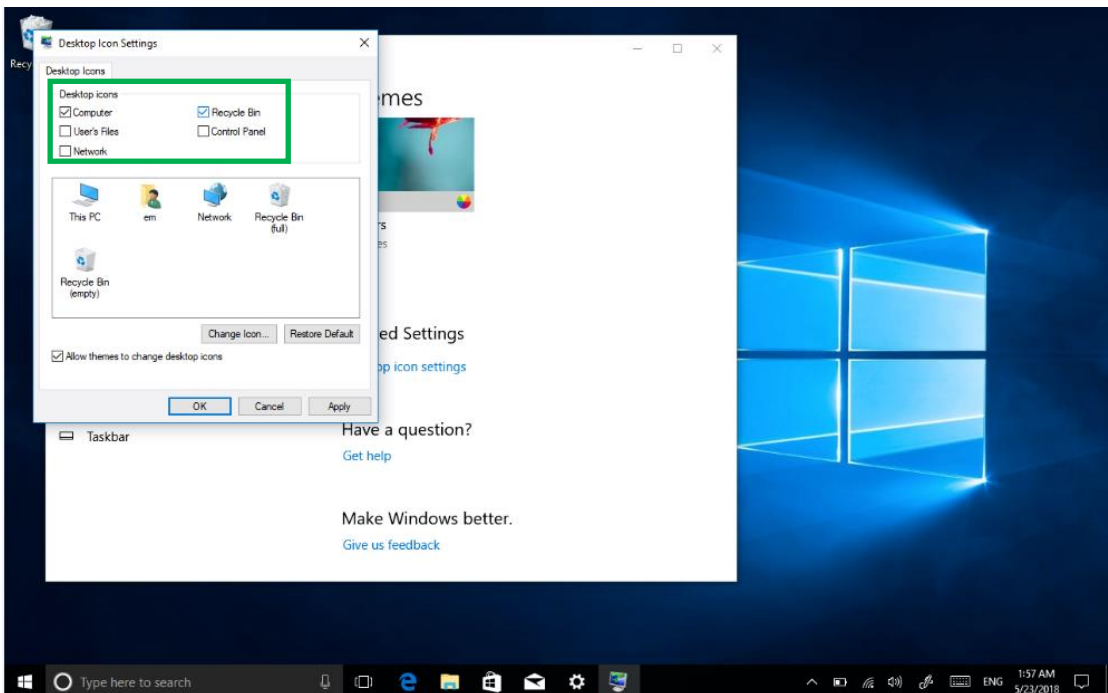 Recy
Desktop Icon Settings
Desktop Icons
Desktop icons
Computer
Recycle Bin
User's Files
Control Panel
Network
This PC
em
Network
Recycle Bin
(full)
Recycle Bin
(empty)
Change Icon...
Restore Default
Allow themes to change desktop icons
OK
Cancel
Apply
emes
rs
es
ed Settings
op icon settings
Taskbar
Have a question?
Get help
Make Windows better.
Give us feedback
Type here to search
ENG
1:57 AM
5/23/2018